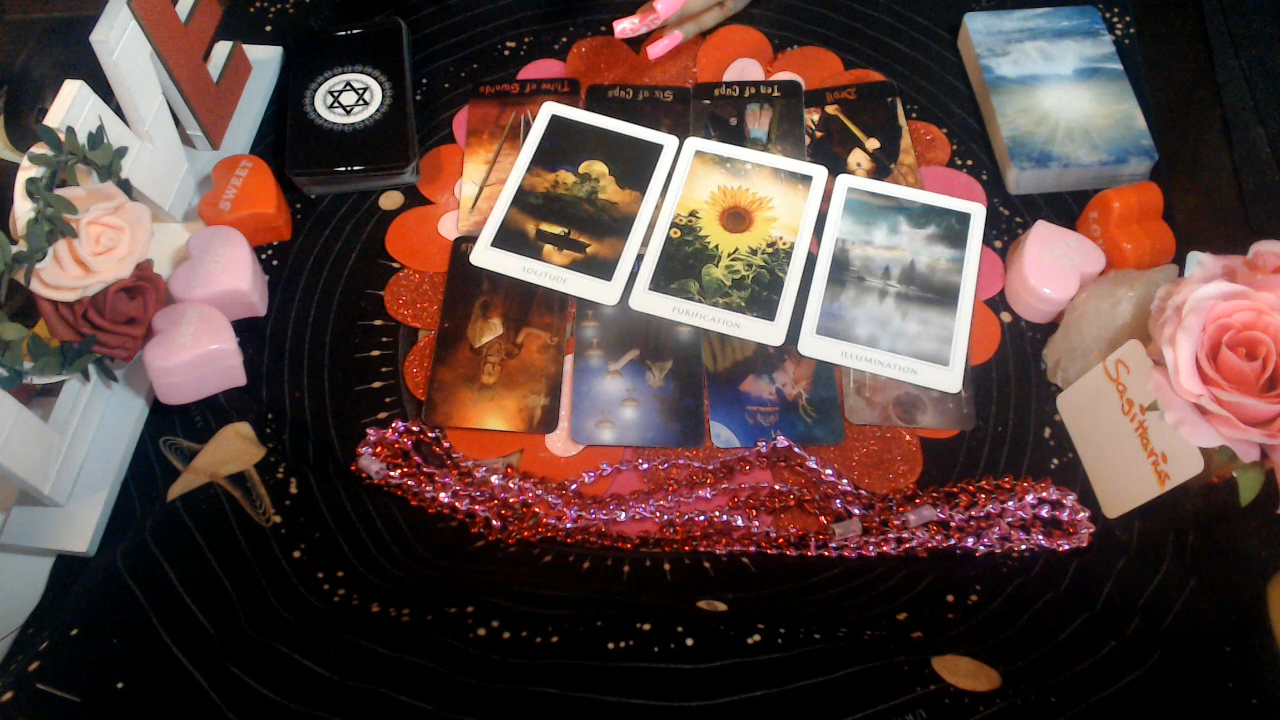 Three of Swords
Six of Cups
Ten of Cups
Devil
SWEET
SOLITUDE
PURIFICATION
ILLUMINATION
Sagittarius